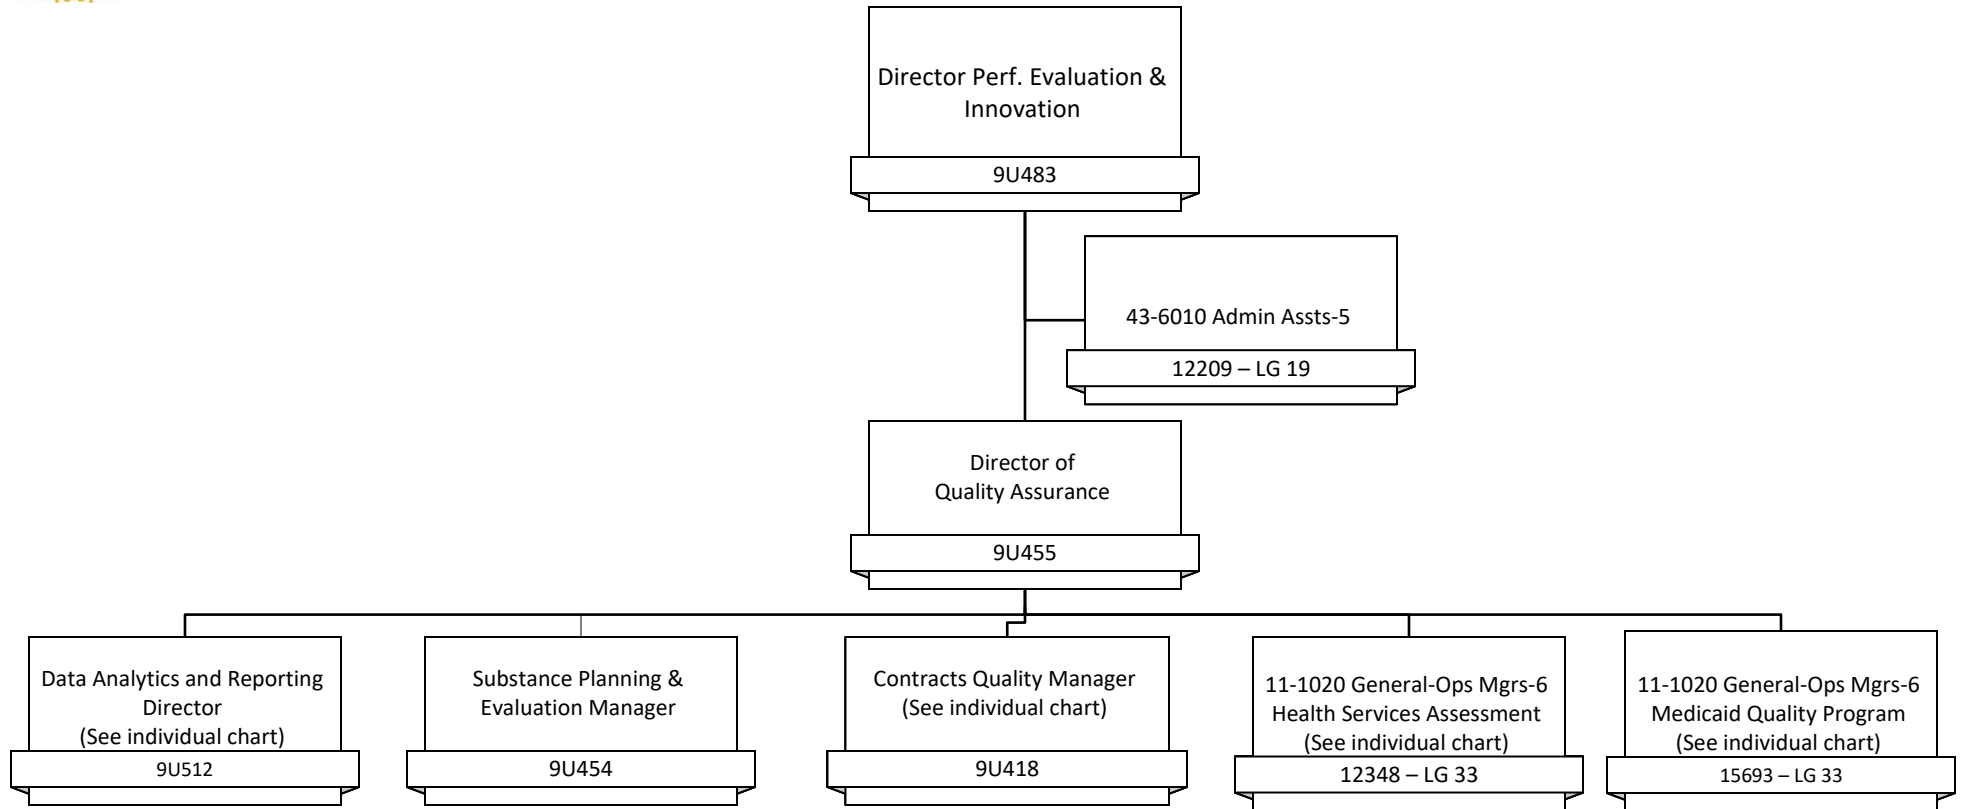 Director Perf. Evaluation &
Innovation
9U483
43-6010 Admin Assts-5
12209 – LG 19
Director of
Quality Assurance
9U455
Data Analytics and Reporting
Director
(See individual chart)
9U512
Substance Planning &
Evaluation Manager
9U454
Contracts Quality Manager
(See individual chart)
9U418
11-1020 General-Ops Mgrs-6
Health Services Assessment
(See individual chart)
12348 – LG 33
11-1020 General-Ops Mgrs-6
Medicaid Quality Program
(See individual chart)
15693 – LG 33